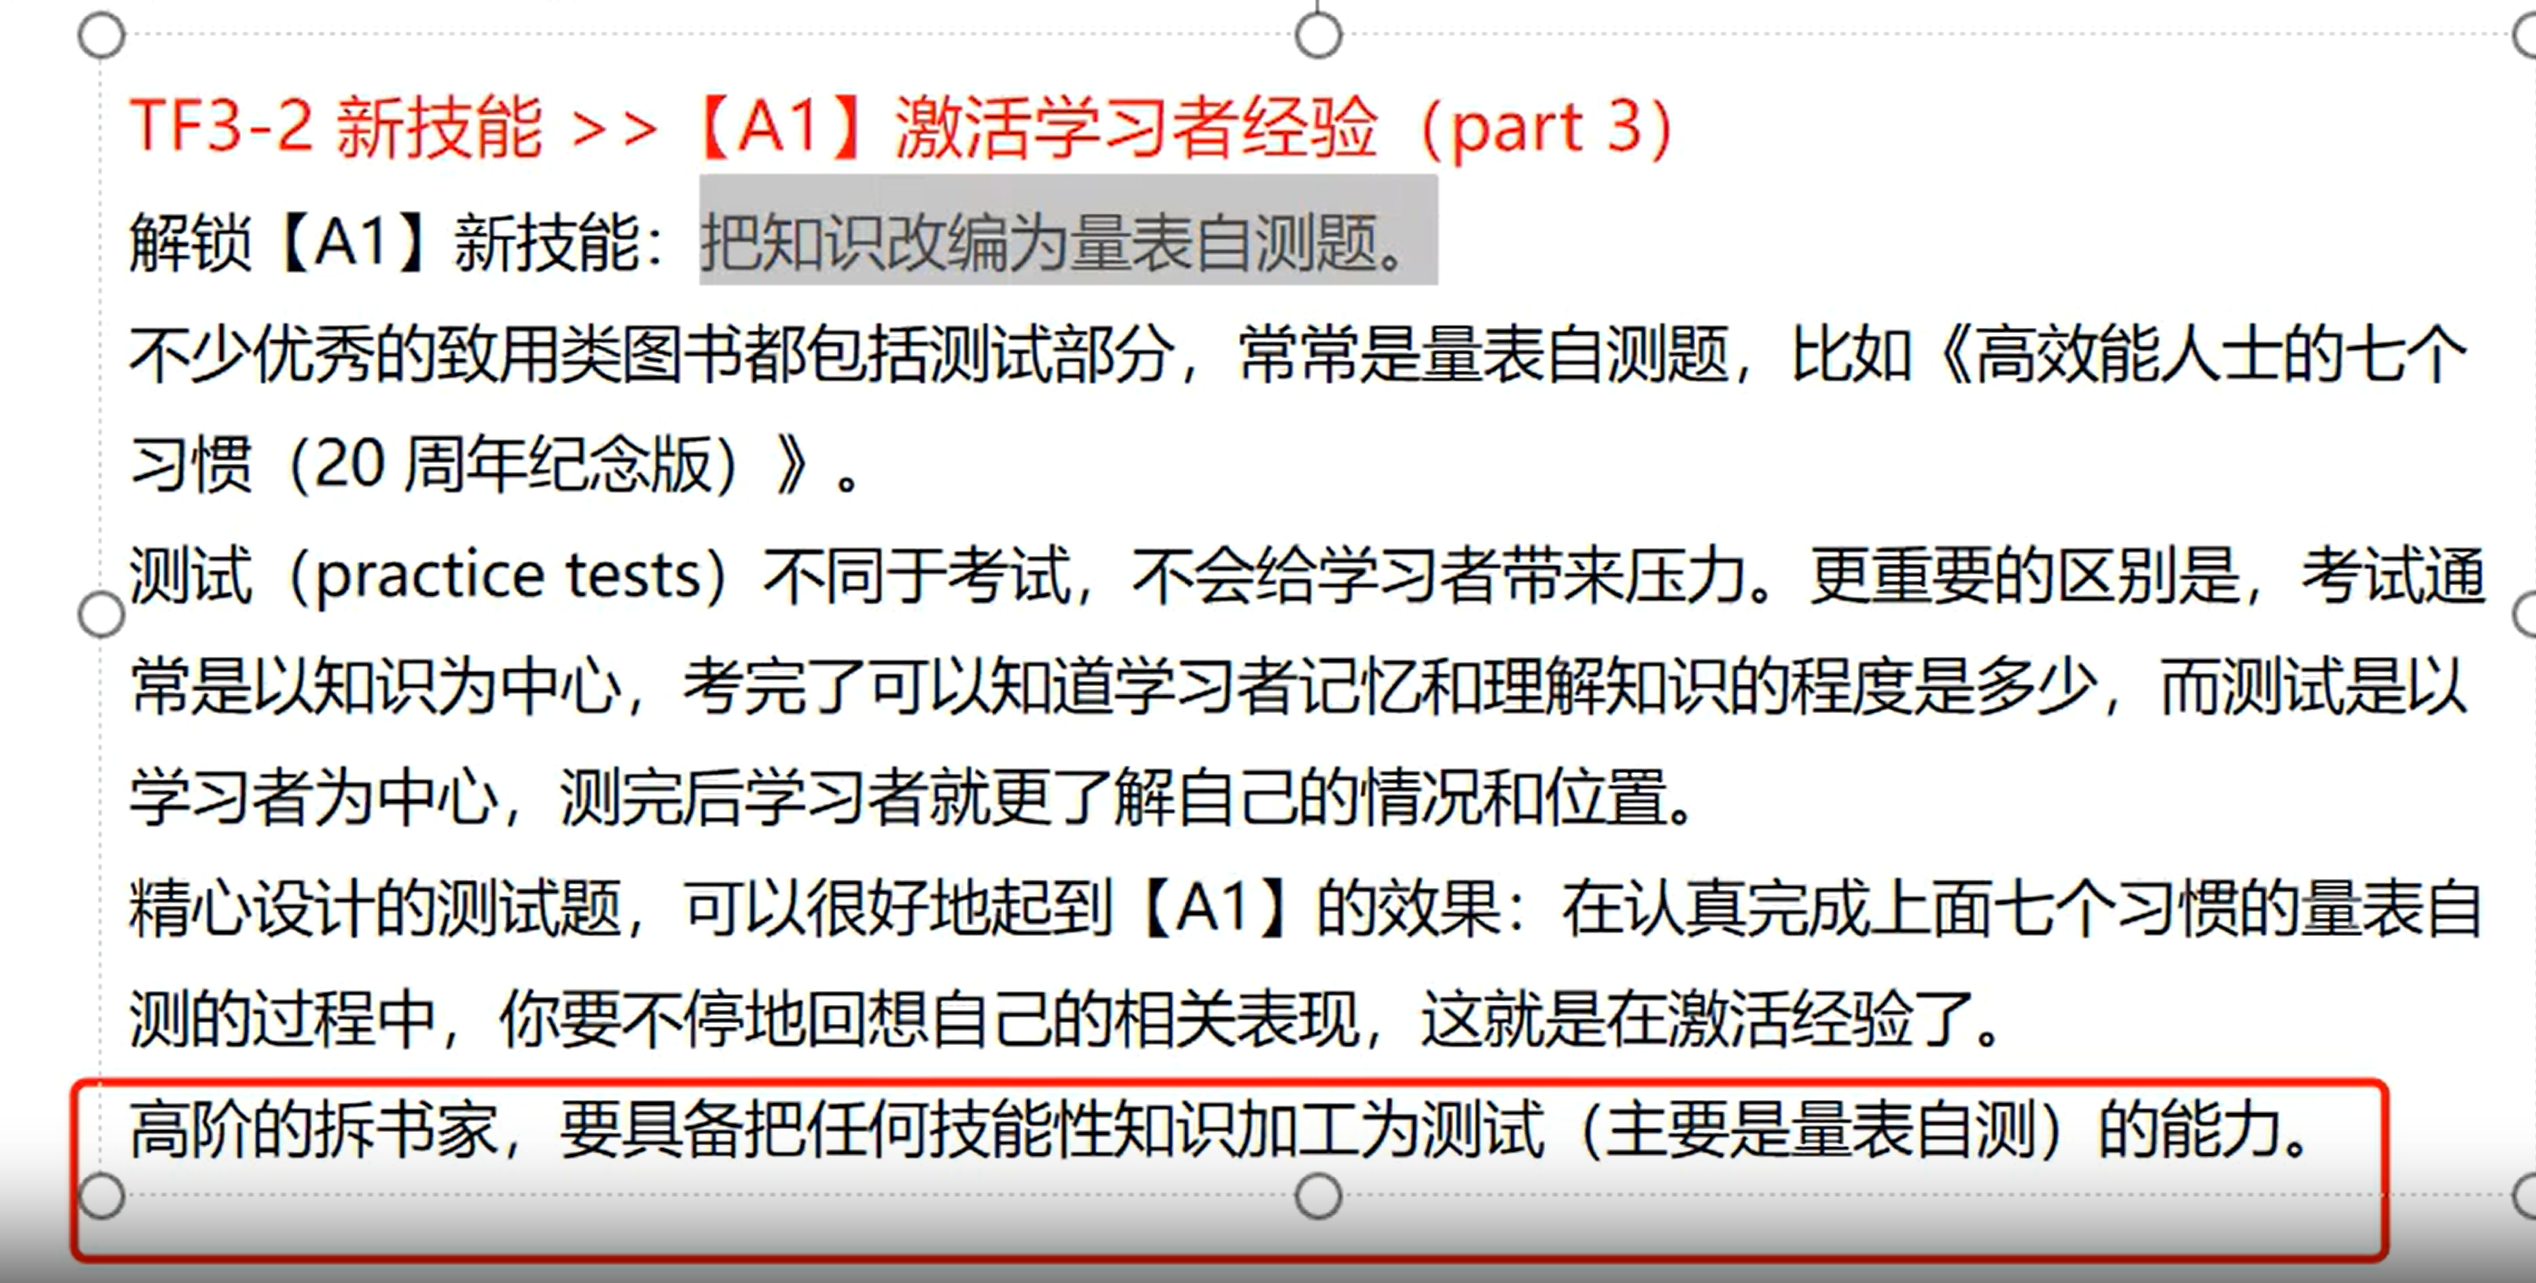 TF3-2 新技能 >>【A1】激活学习者经验（part 3）
解锁【A1】新技能：把知识改编为量表自测题。
不少优秀的致用类图书都包括测试部分，常常是量表自测题，比如《高效能人士的七个
习惯（20 周年纪念版）》。
测试（practice tests）不同于考试，不会给学习者带来压力。更重要的区别是，考试通
常是以知识为中心，考完了可以知道学习者记忆和理解知识的程度是多少，而测试是以
学习者为中心，测完后学习者就更了解自己的情况和位置。
精心设计的测试题，可以很好地起到【A1】的效果：在认真完成上面七个习惯的量表自
测的过程中，你要不停地回想自己的相关表现，这就是在激活经验了。
高阶的拆书家，要具备把任何技能性知识加工为测试（主要是量表自测）的能力。